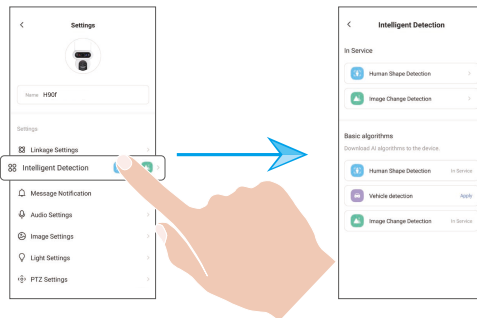 Settings
Name H90f
Settings
Linkage Settings
Intelligent Detection
Message Notification
Audio Settings
Image Settings
Light Settings
PTZ Settings
Intelligent Detection
In Service
Human Shape Detection
Image Change Detection
Basic algorithms
Download AI algorithms to the device.
Human Shape Detection In Service
Vehicle detection Apply
Image Change Detection In Service